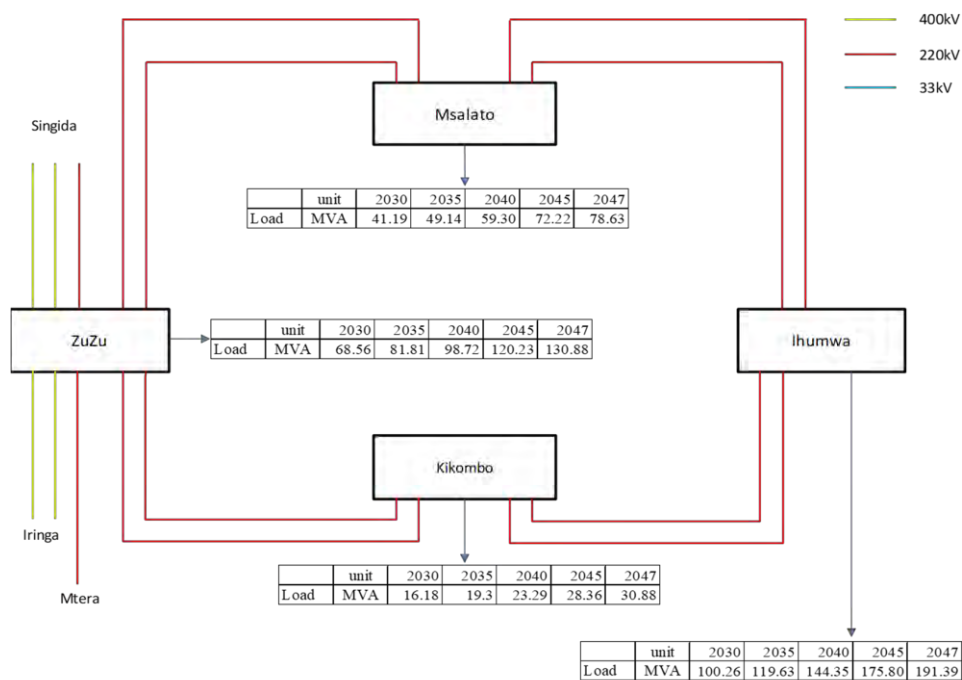 400kV
220kV
33kV
Msalato
Singida
unit 2030 2035 2040 2045 2047
Load MVA 41.19 49.14 59.30 72.22 78.63
ZuZu
unit 2030 2035 2040 2045 2047
Load MVA 68.56 81.81 98.72 120.23 130.88
Ihumwa
Kikombo
Iringa
Mtera
unit 2030 2035 2040 2045 2047
Load MVA 16.18 19.3 23.29 28.36 30.88
unit 2030 2035 2040 2045 2047
Load MVA 100.26 119.63 144.35 175.80 191.39